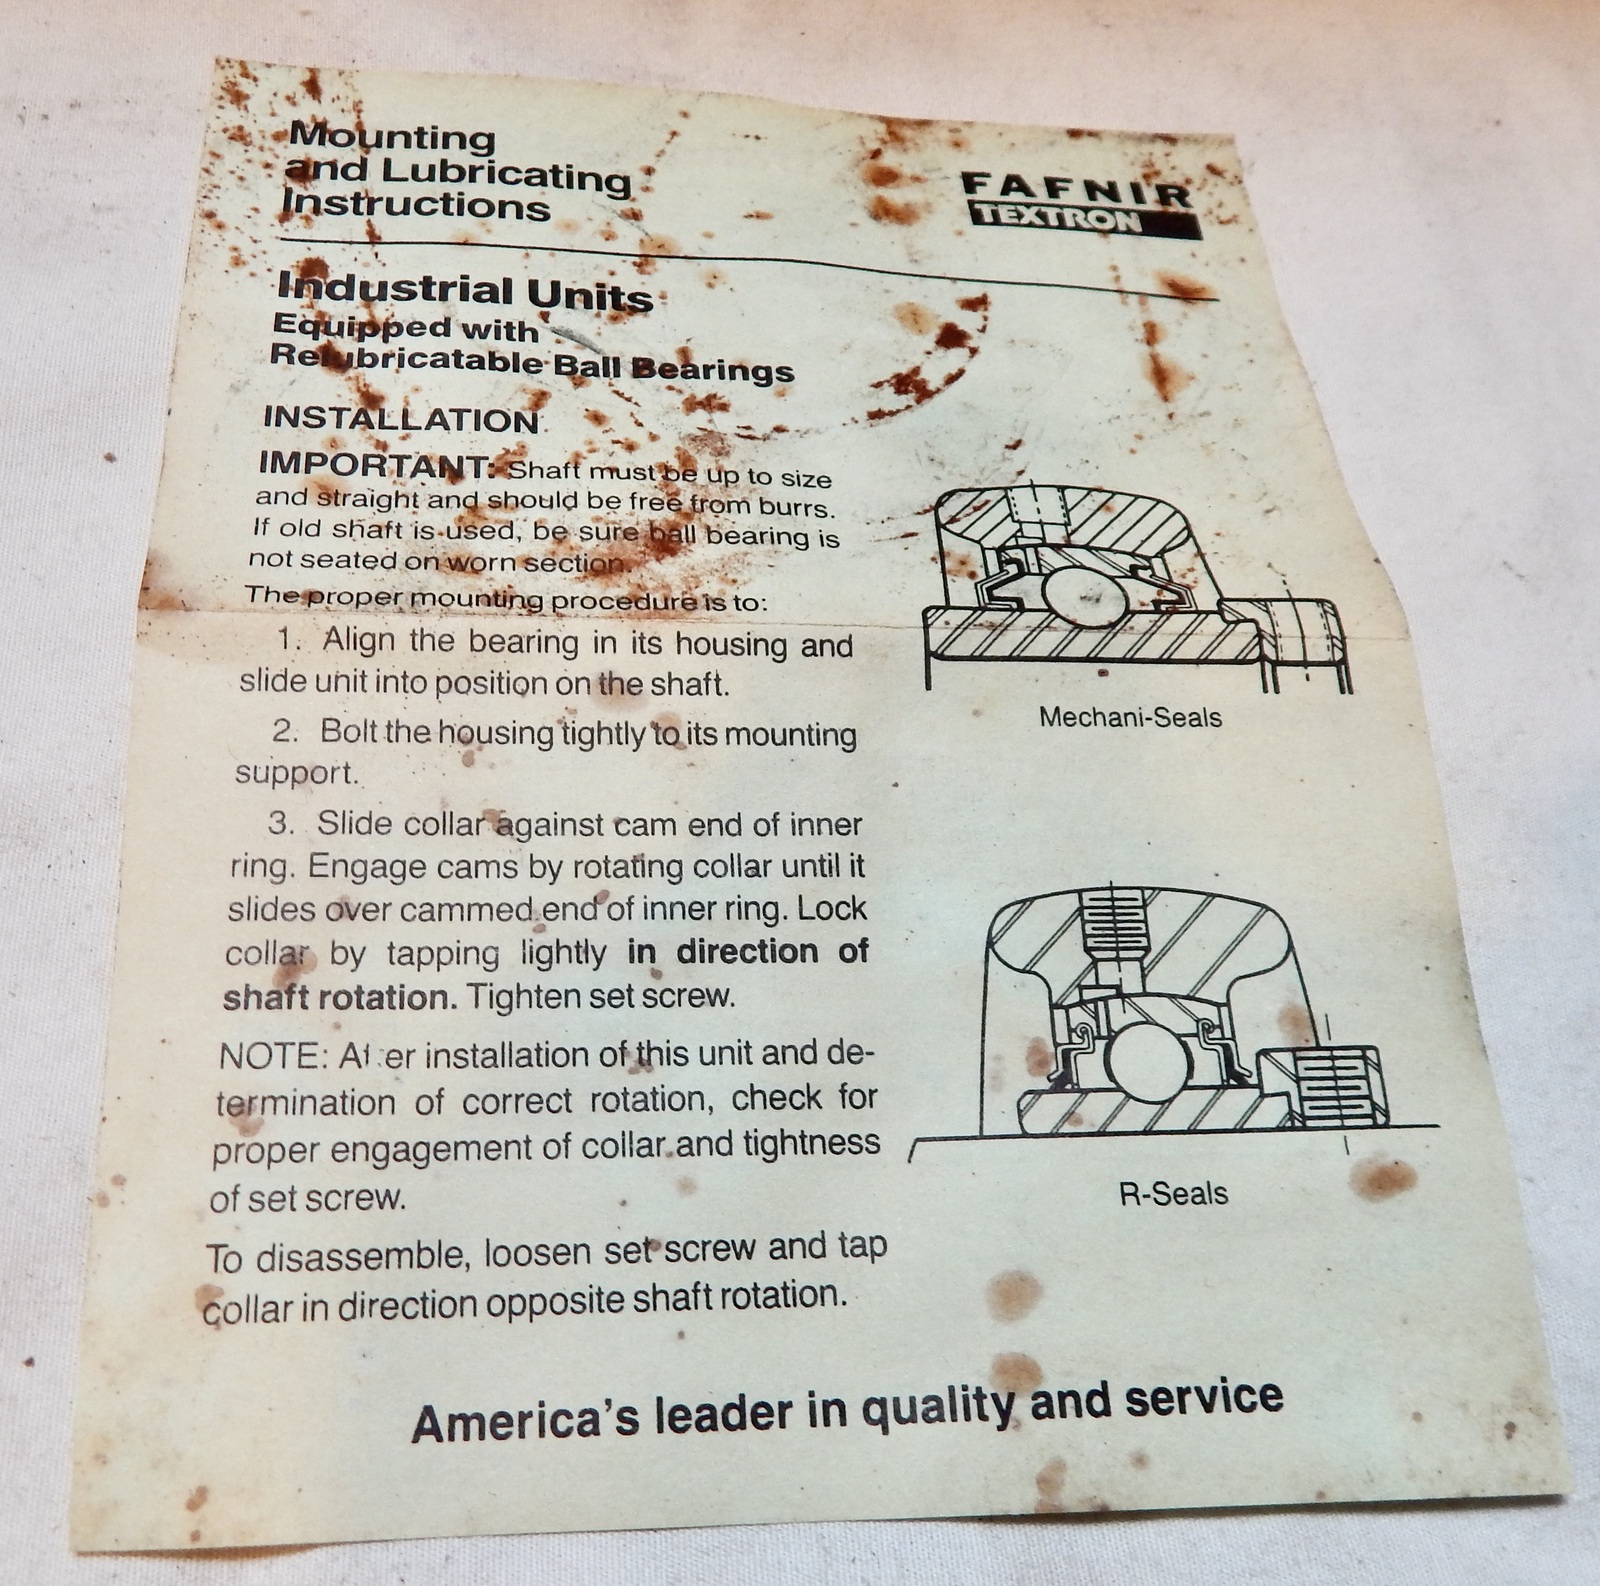 Mounting
and Lubricating
Instructions
FAFNIR
TEXTRON
Industrial Units
Equipped with
Relubricatable Ball Bearings
INSTALLATION
IMPORTANT: Shaft must be up to size
and straight and should be free from burrs.
If old shaft is used, be sure ball bearing is
not seated on worn section.
The proper mounting procedure is to:
1. Align the bearing in its housing and
slide unit into position on the shaft.
2. Bolt the housing tightly to its mounting
support.
3. Slide collar against cam end of inner
ring. Engage cams by rotating collar until it
slides over cammed end of inner ring. Lock
collar by tapping lightly in direction of
shaft rotation. Tighten set screw.
NOTE: After installation of this unit and de-
termination of correct rotation, check for
proper engagement of collar and tightness
of set screw.
To disassemble, loosen set screw and tap
collar in direction opposite shaft rotation.
Mechani-Seals
R-Seals
America's leader in quality and service